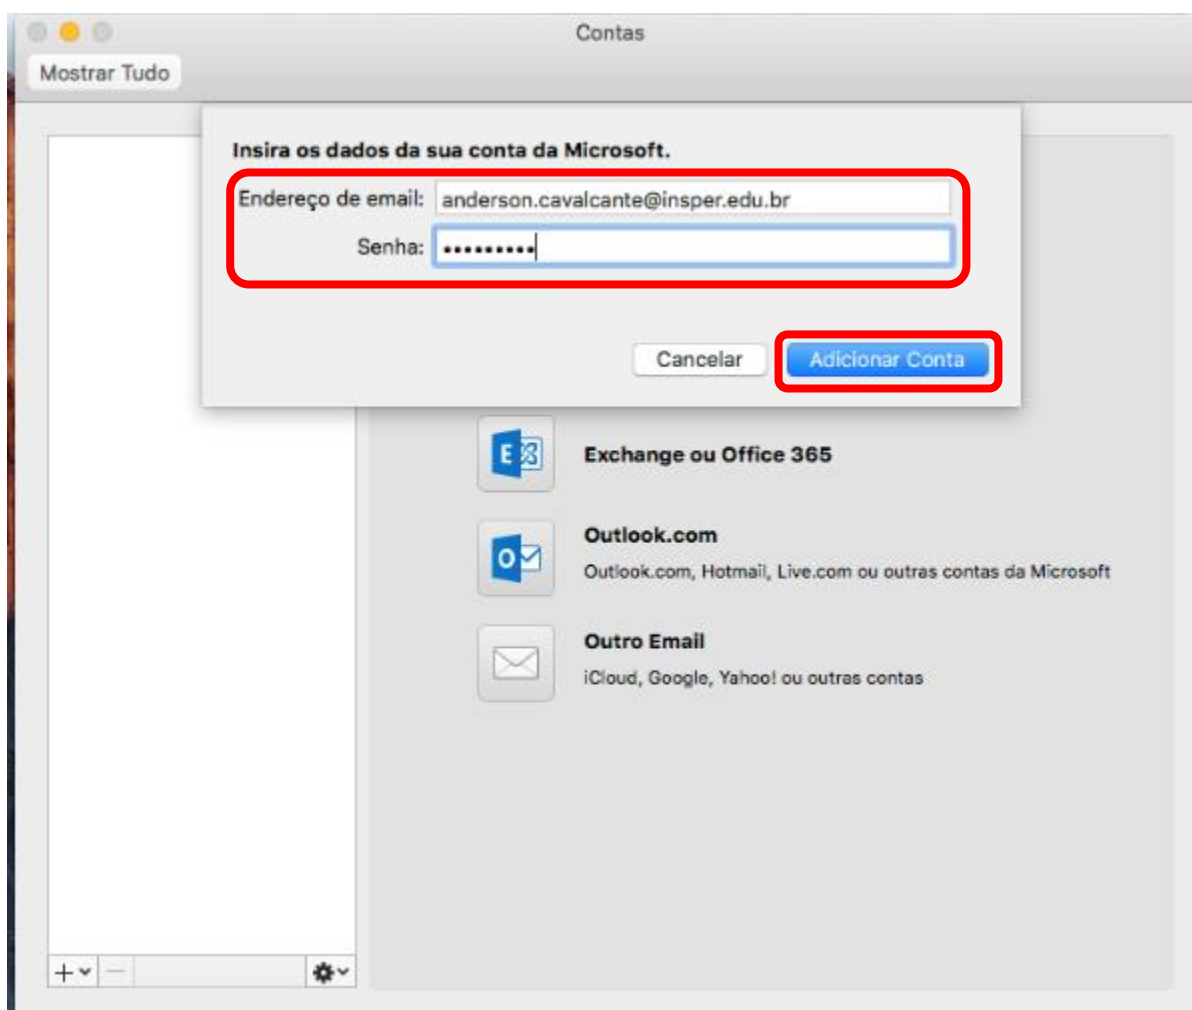 Contas
Mostrar Tudo
Insira os dados da sua conta da Microsoft.
Endereço de email: anderson.cavalcante@insper.edu.br
Senha: •••••••••
Cancelar Adicionar Conta
Exchange ou Office 365
Outlook.com
Outlook.com, Hotmail, Live.com ou outras contas da Microsoft
Outro Email
iCloud, Google, Yahoo! ou outras contas